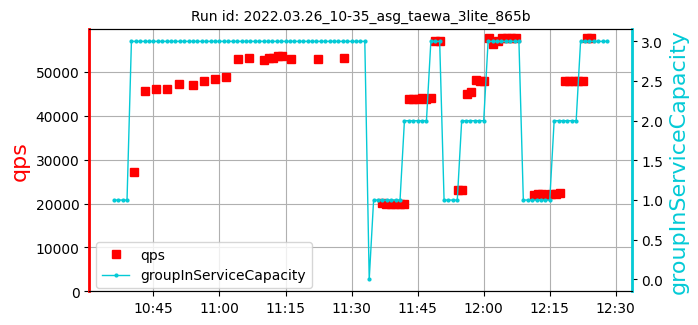 Run id: 2022.03.26_10-35_asg_taewa_3lite_865b
qps
50000
40000
30000
20000
10000
0
3.0
2.5
2.0
1.5
1.0
0.5
0.0
groupInServiceCapacity
qps
groupInServiceCapacity
10:45 11:00 11:15 11:30 11:45 12:00 12:15 12:30